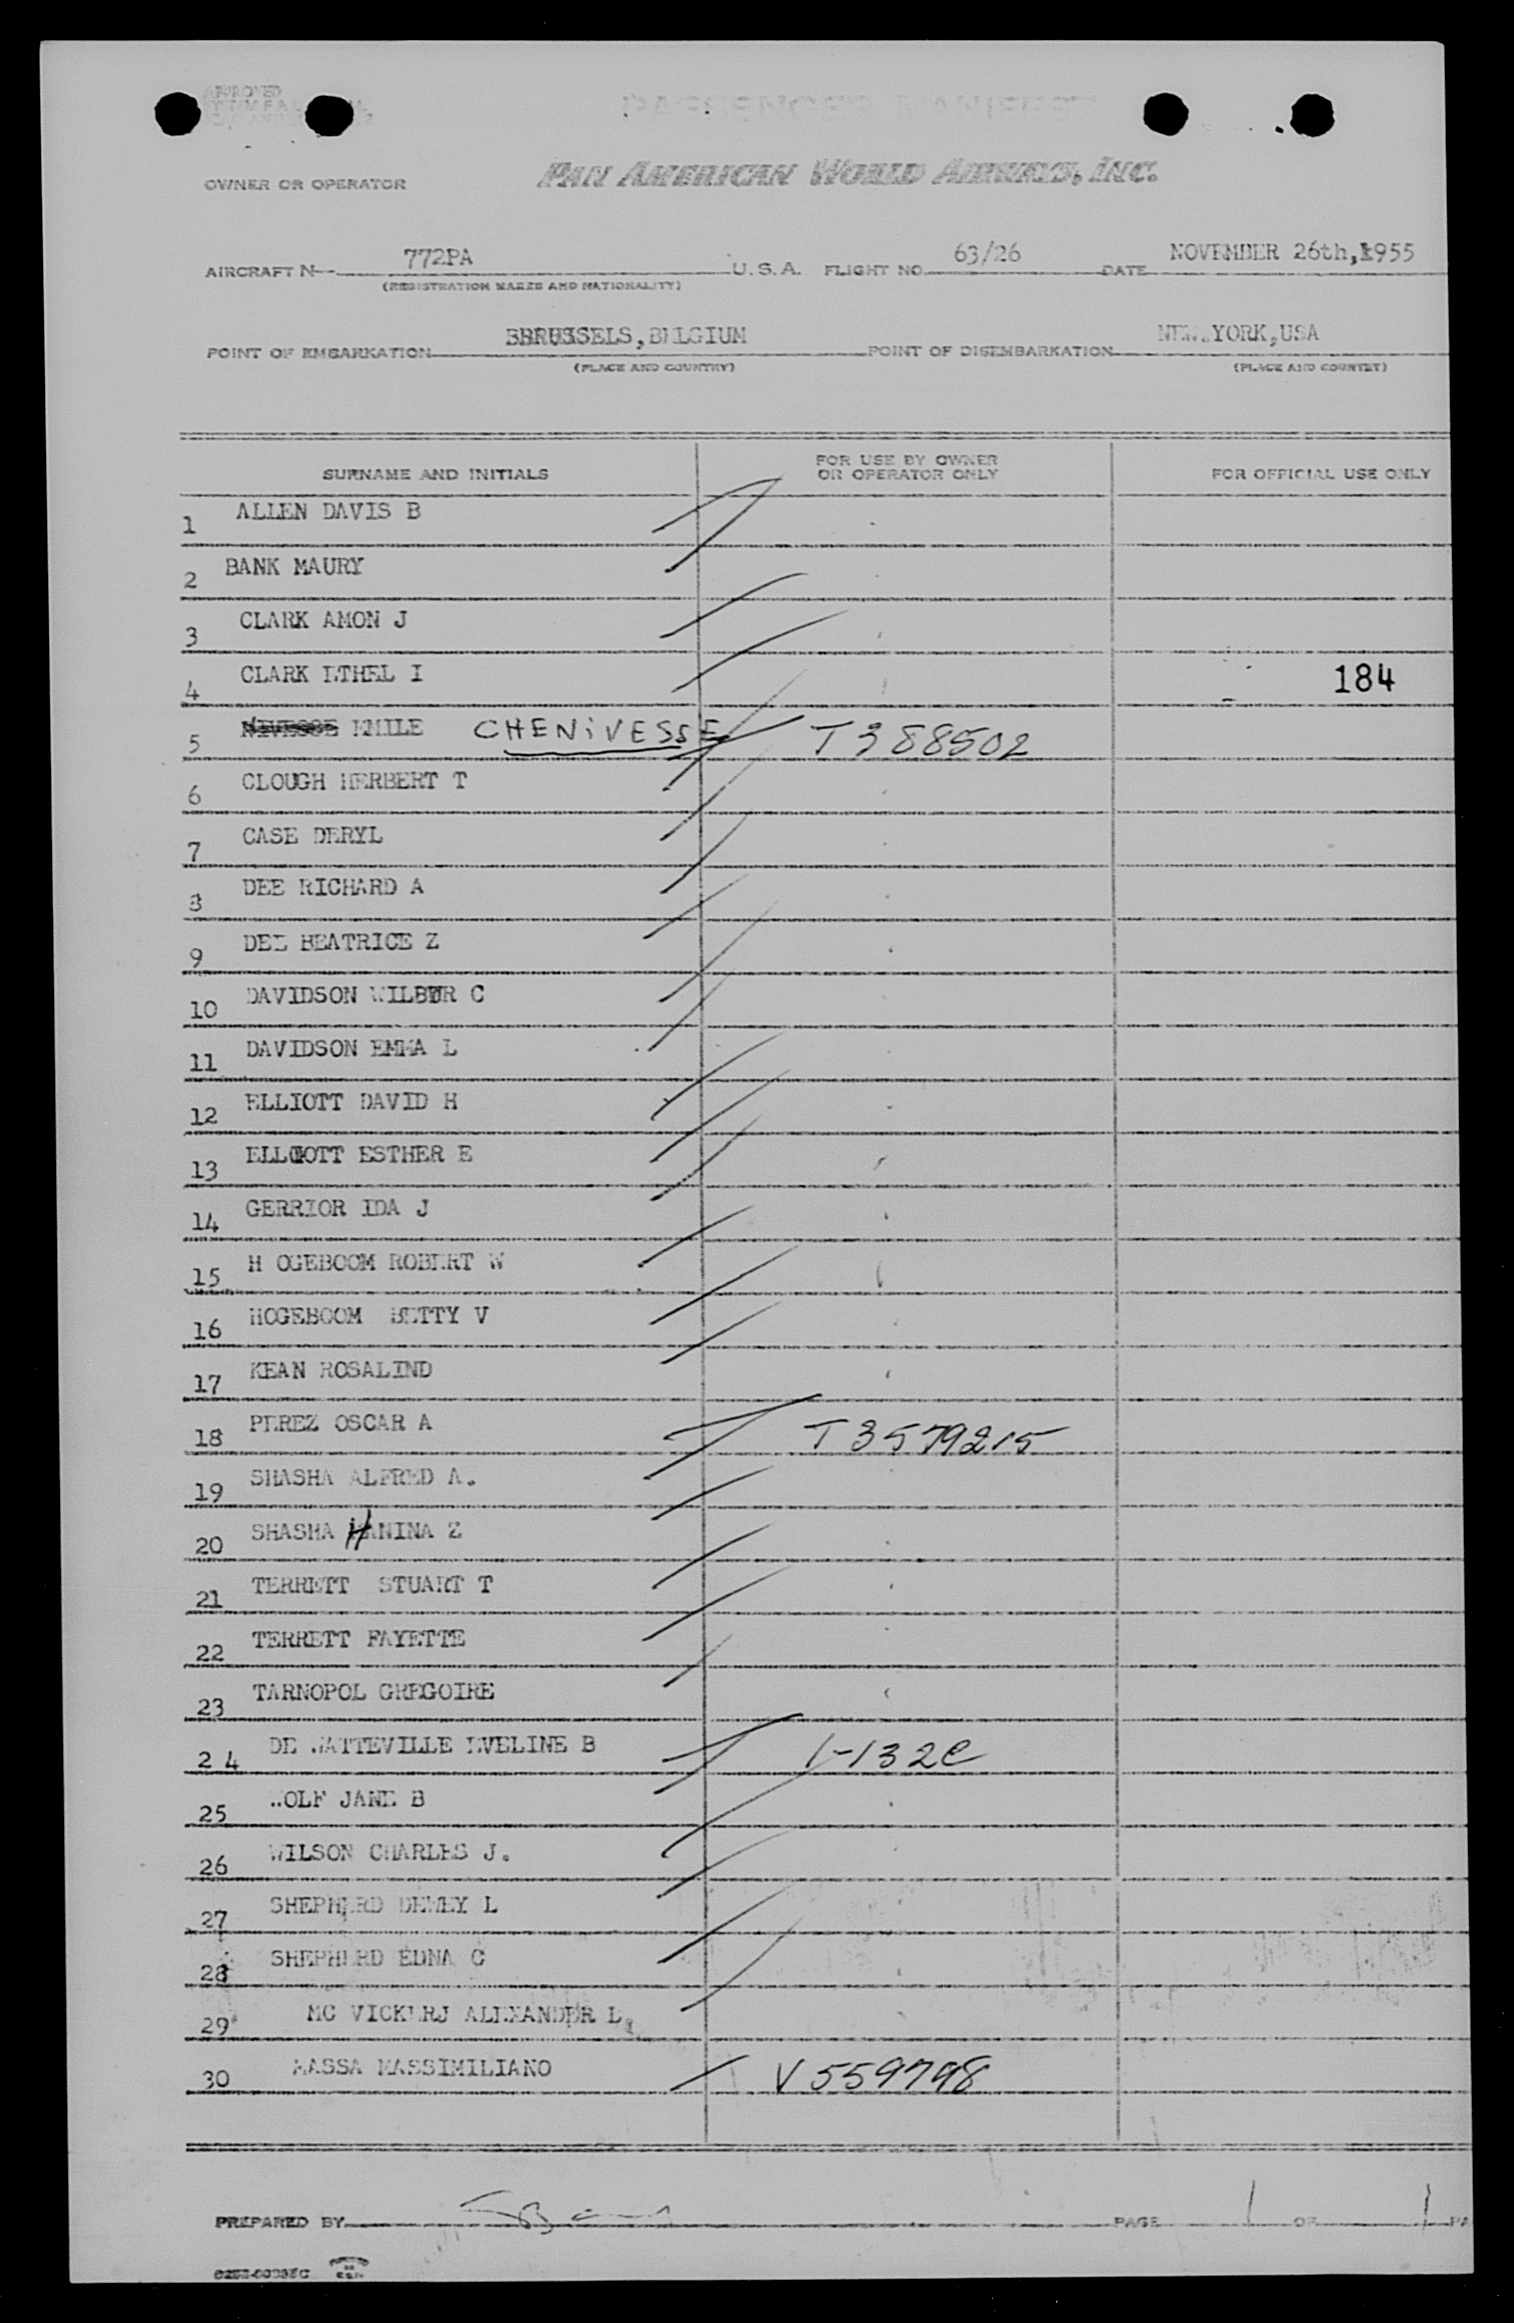 APPROVED
PASSENGER MANIFEST
OWNER OR OPERATOR PAN AMERICAN WORLD AIRWAYS, INC.
AIRCRAFT N 772PA U. S. A. FLIGHT NO. 63/26 DATE NOVEMBER 26th, 1955
(REGISTRATION MARKS AND NATIONALITY)
POINT OF EMBARKATION BRUSSELS, BELGIUM POINT OF DISEMBARKATION NEW YORK, USA
(PLACE AND COUNTRY) (PLACE AND COUNTRY)
SURNAME AND INITIALS FOR USE BY OWNER OR OPERATOR ONLY FOR OFFICIAL USE ONLY
1 ALLEN DAVIS B
2 BANK MAURY
3 CLARK AMON J
4 CLARK ETHEL I 184
5 EMILE CHENiVESSE T388502
6 CLOUGH HERBERT T
7 CASE DERYL
8 DEE RICHARD A
9 DEE BEATRICE Z
10 DAVIDSON WILBUR C
11 DAVIDSON EMMA L
12 ELLIOTT DAVID H
13 ELLIOTT ESTHER E
14 GERRIOR IDA J
15 H OGEBOOM ROBERT W
16 HOGEBOOM BETTY V
17 KEAN ROSALIND
18 PEREZ OSCAR A T3579215
19 SHASHA ALFRED A.
20 SHASHA HANINA Z
21 TERRETT STUART T
22 TERRETT FAYETTE
23 TARNOPOL GREGOIRE
24 DE WATTEVILLE EVELINE B 1-132C
25 WOLF JANE B
26 WILSON CHARLES J.
27 SHEPHERD DEWEY L
28 SHEPHERD EDNA C
29 MC VICKERJ ALEXANDER L.
30 MASSA MASSIMILIANO V559798
PREPARED BY PAGE 1 OF 1 PA